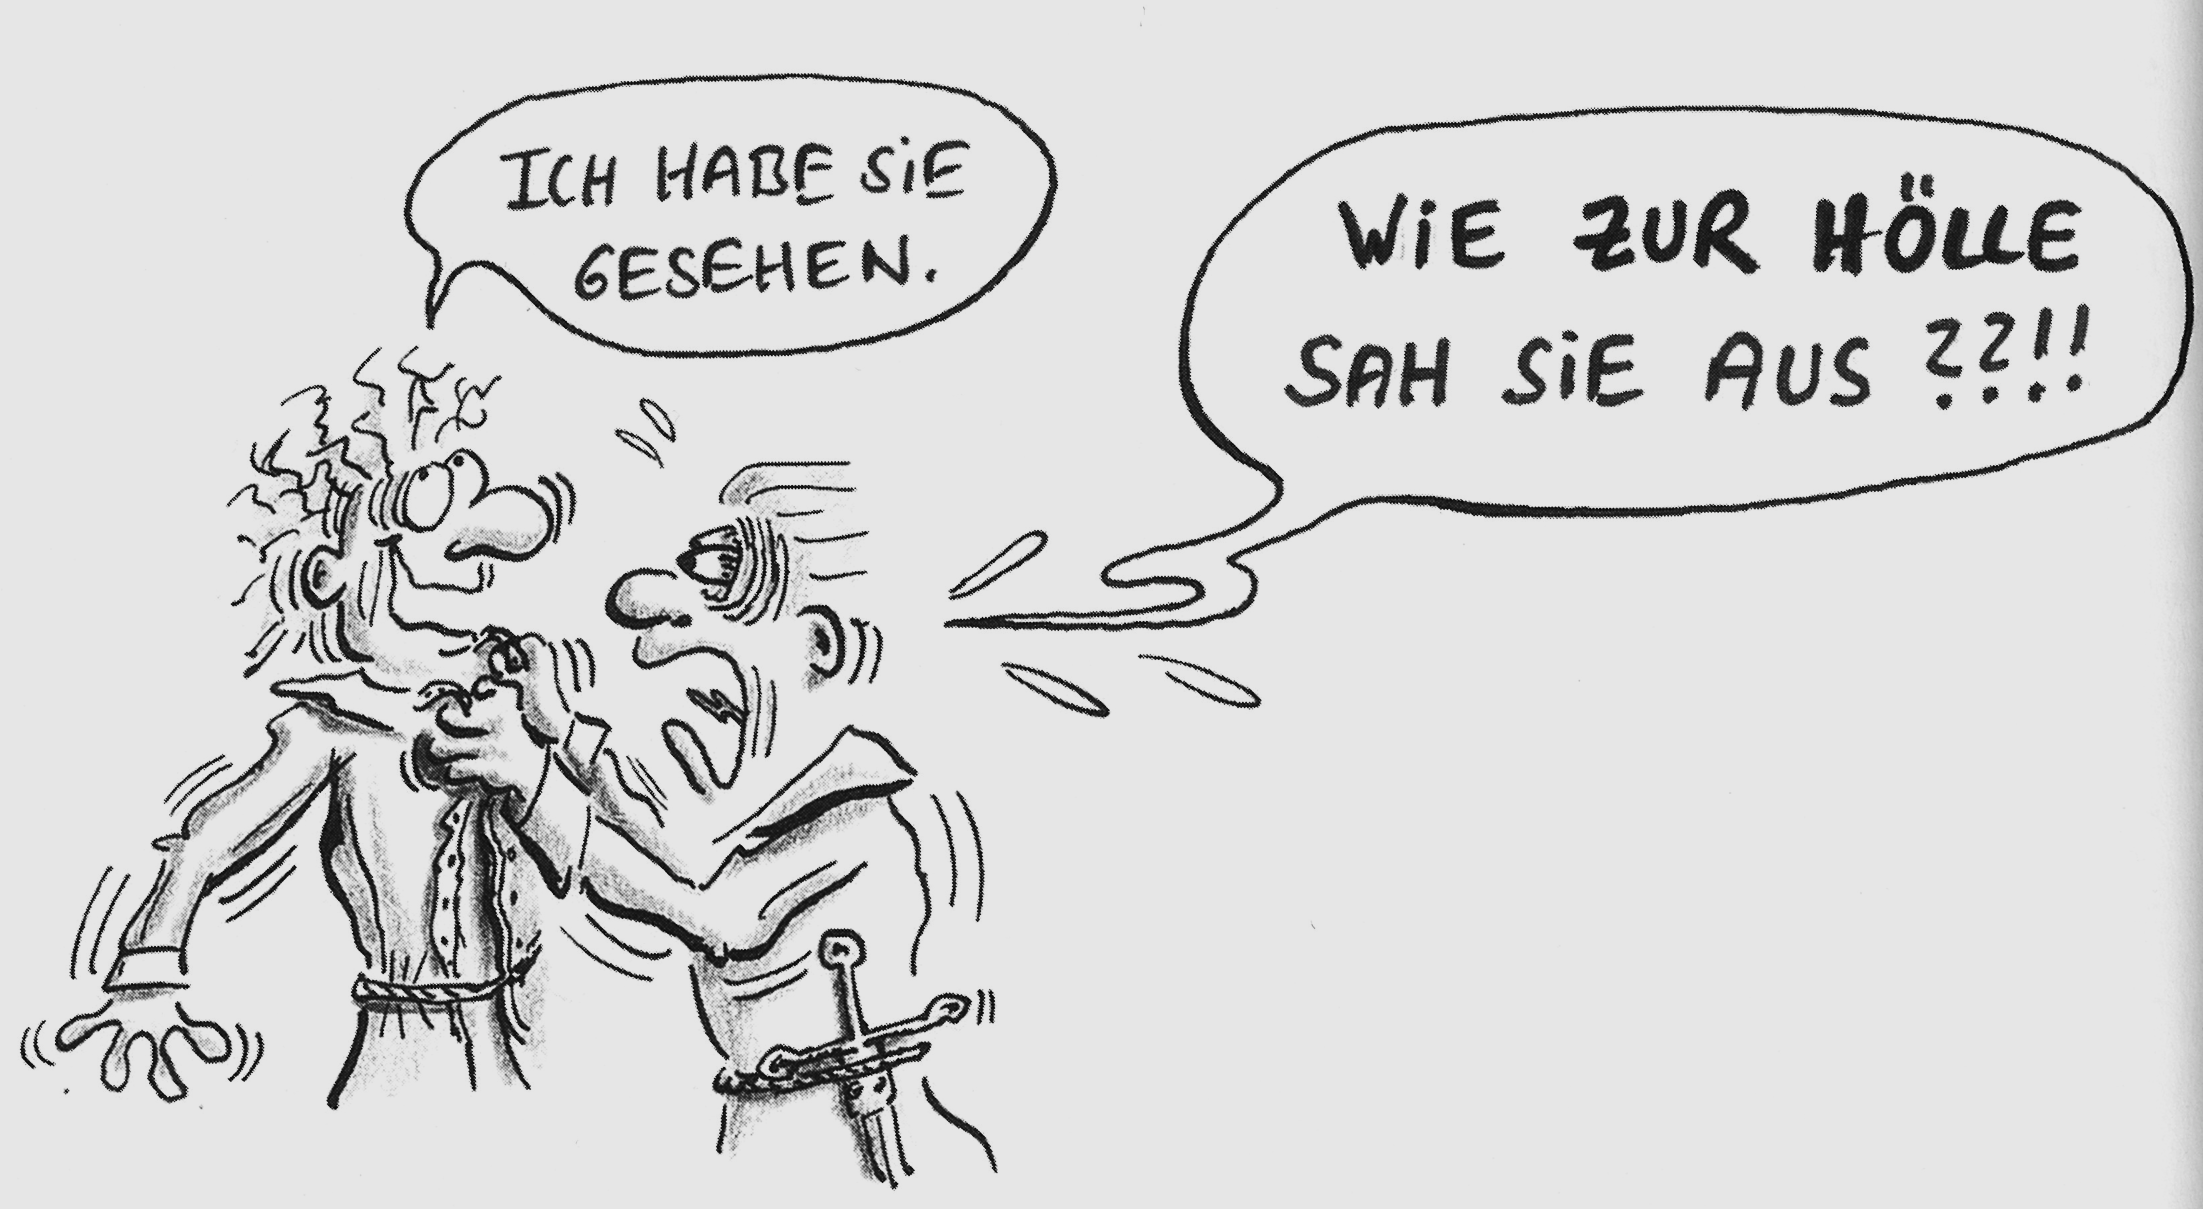 ICH HABE SiE
GESEHEN.
WiE ZUR HÖLLE
SAH SiE AUS ??!!